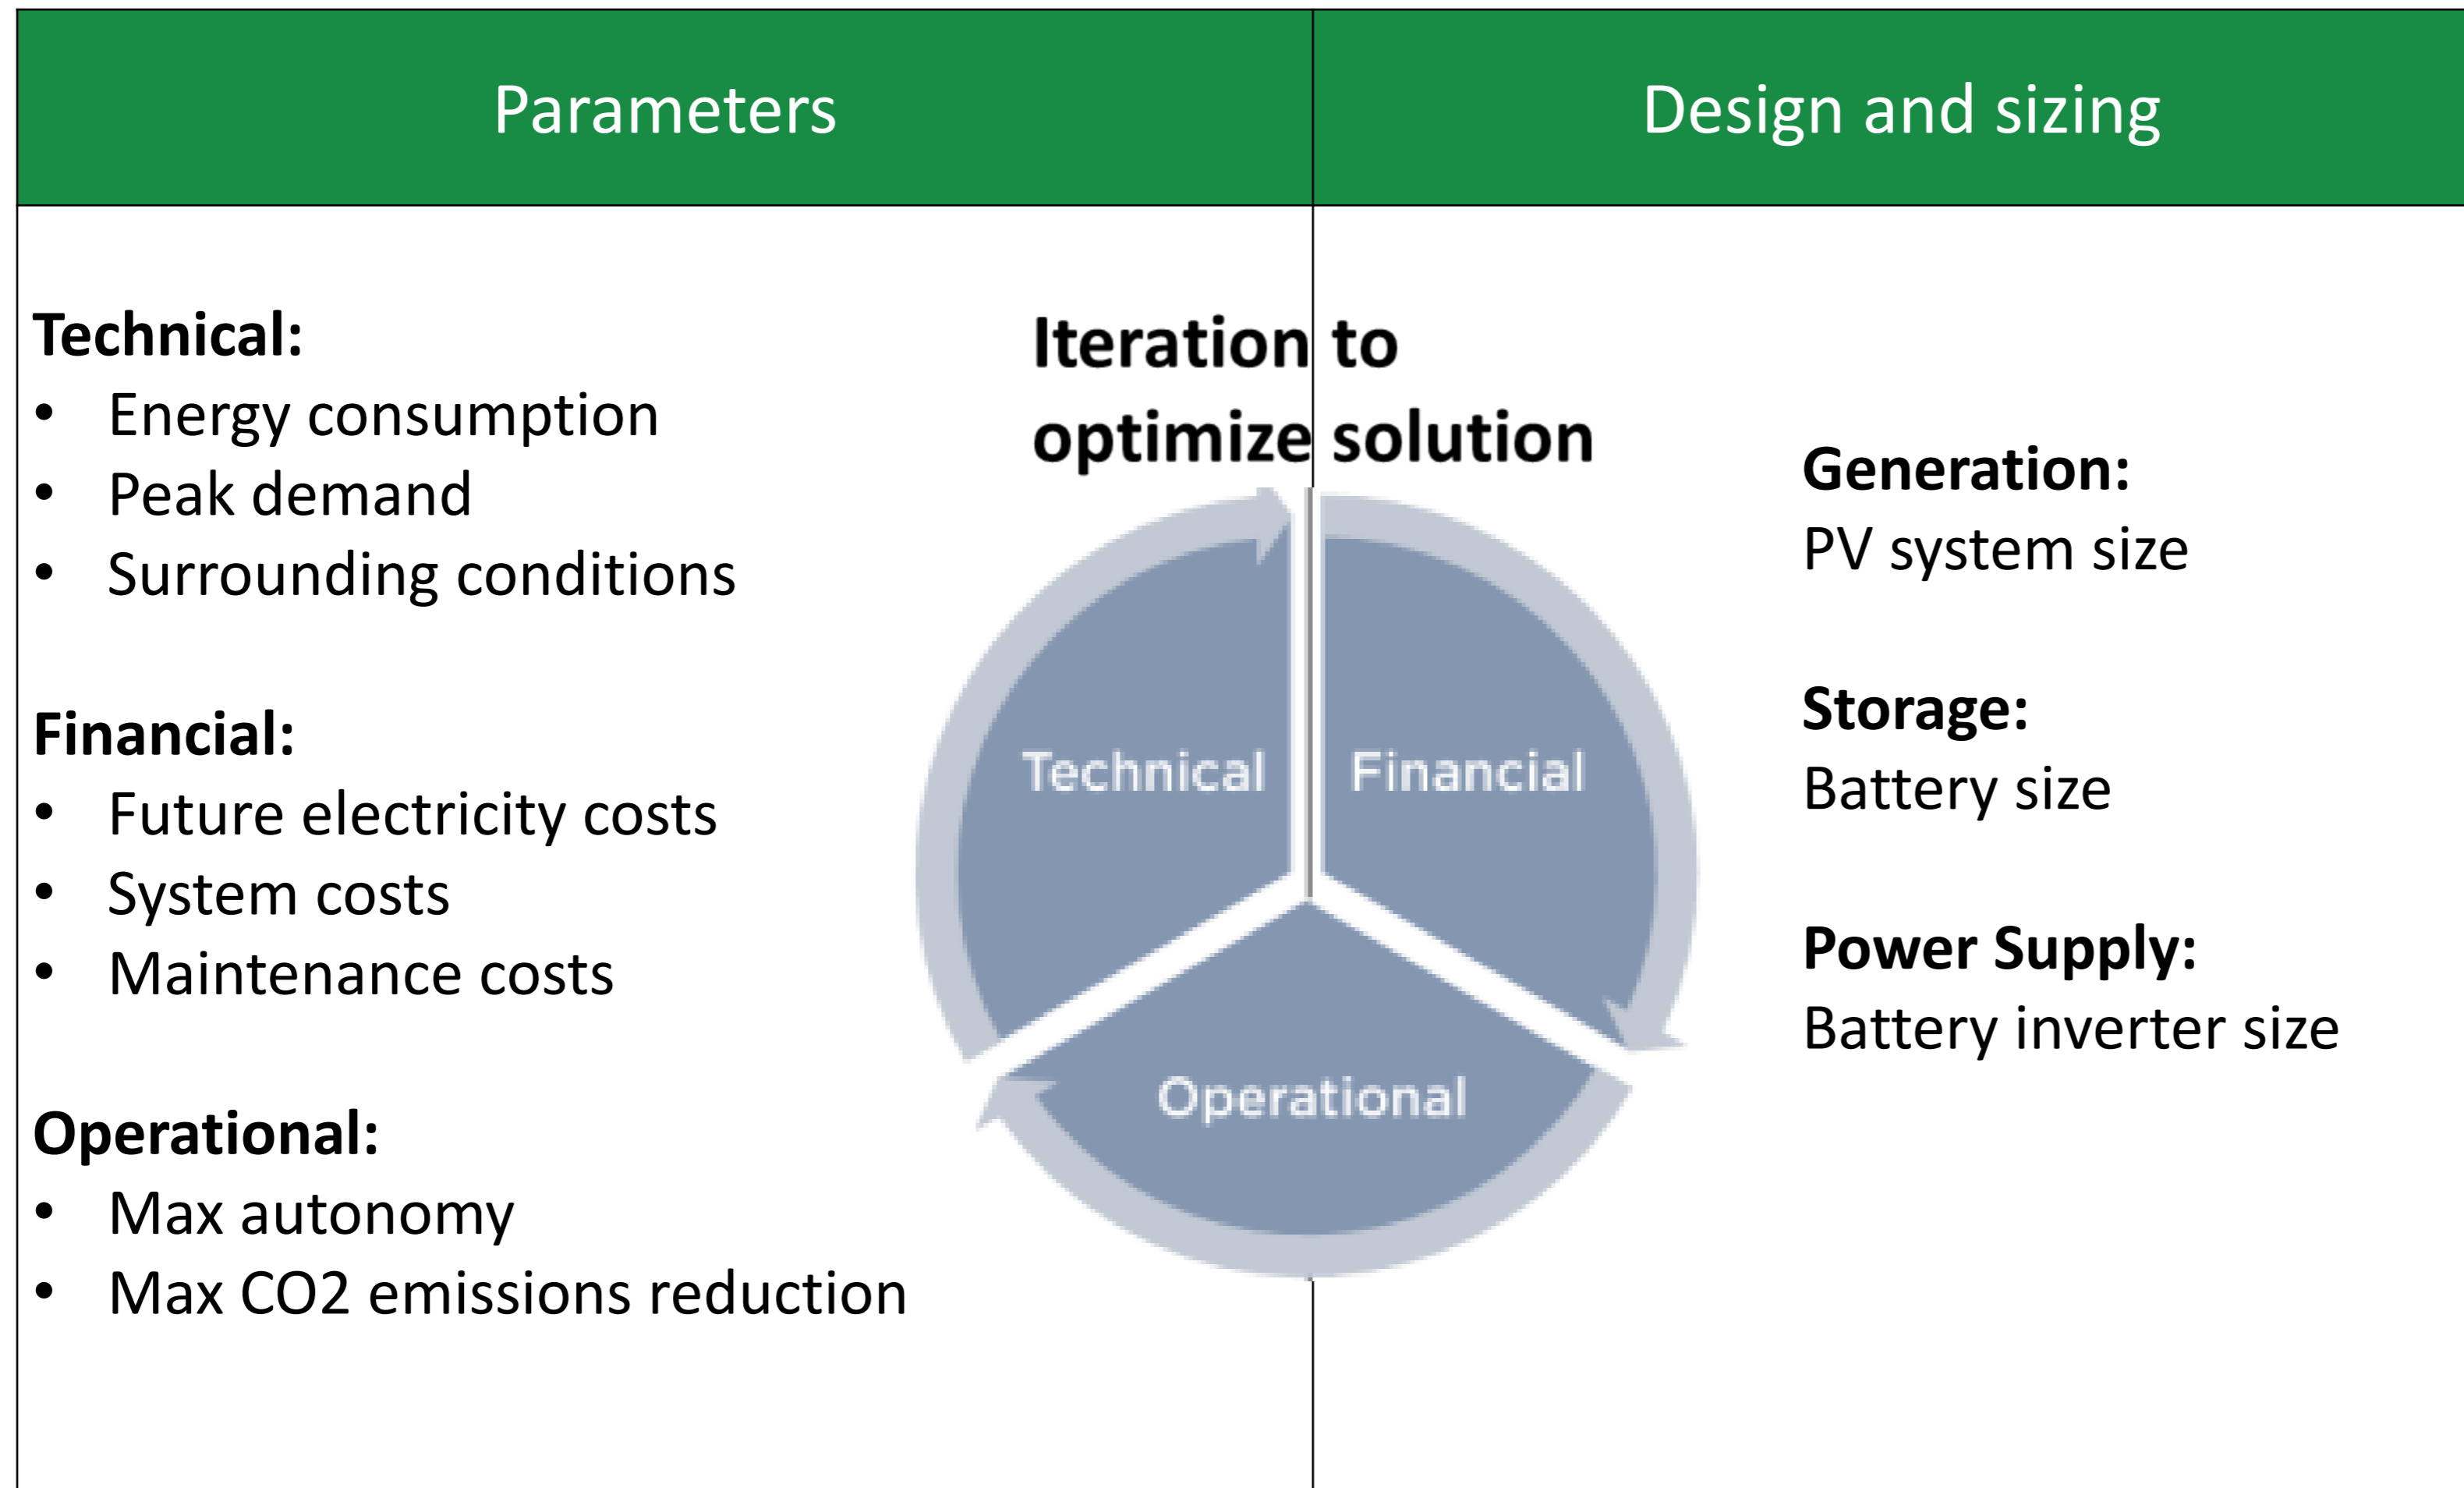 Parameters
Design and sizing
Technical:
• Energy consumption
• Peak demand
• Surrounding conditions
Financial:
• Future electricity costs
• System costs
• Maintenance costs
Operational:
• Max autonomy
• Max CO2 emissions reduction
Iteration to
optimize solution
Technical
Financial
Operational
Generation:
PV system size
Storage:
Battery size
Power Supply:
Battery inverter size